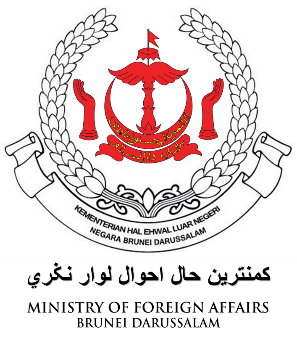 KEMENTERIAN HAL EHWAL LUAR NEGERI
NEGARA BRUNEI DARUSSALAM
كمنترين حال احوال لوار نڬري
MINISTRY OF FOREIGN AFFAIRS
BRUNEI DARUSSALAM